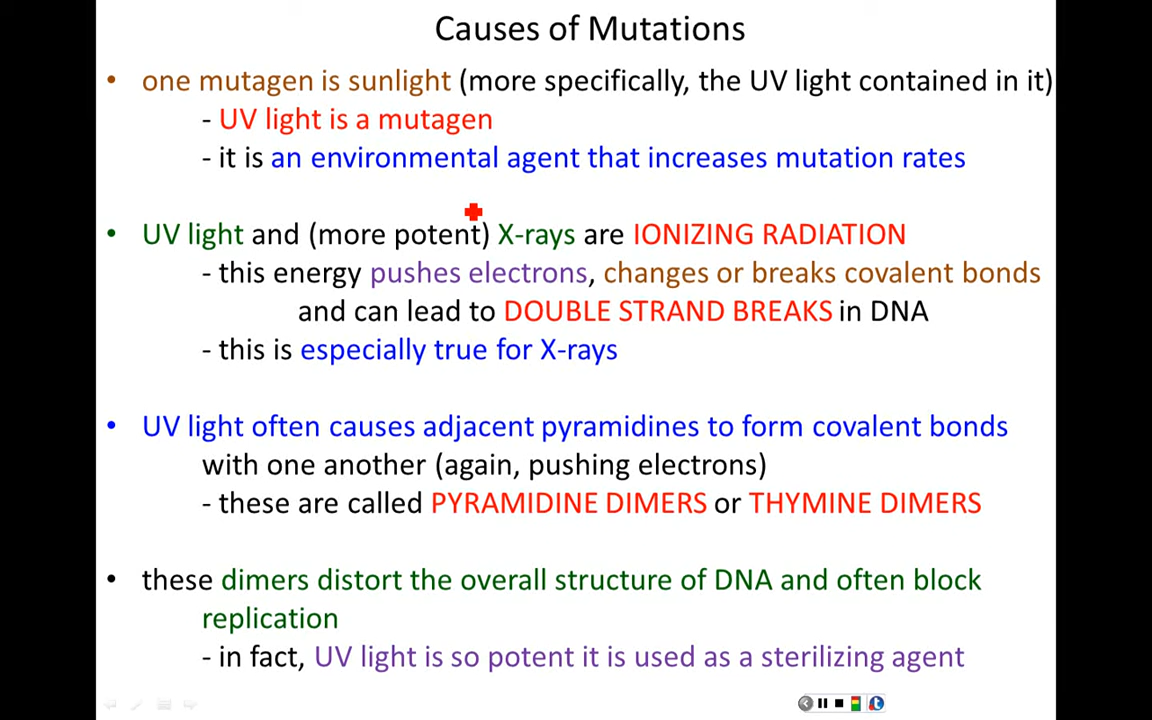 Causes of Mutations
• one mutagen is sunlight (more specifically, the UV light contained in it)
- UV light is a mutagen
- it is an environmental agent that increases mutation rates
• UV light and (more potent) X-rays are IONIZING RADIATION
- this energy pushes electrons, changes or breaks covalent bonds
and can lead to DOUBLE STRAND BREAKS in DNA
- this is especially true for X-rays
• UV light often causes adjacent pyramidines to form covalent bonds
with one another (again, pushing electrons)
- these are called PYRAMIDINE DIMERS or THYMINE DIMERS
• these dimers distort the overall structure of DNA and often block
replication
- in fact, UV light is so potent it is used as a sterilizing agent